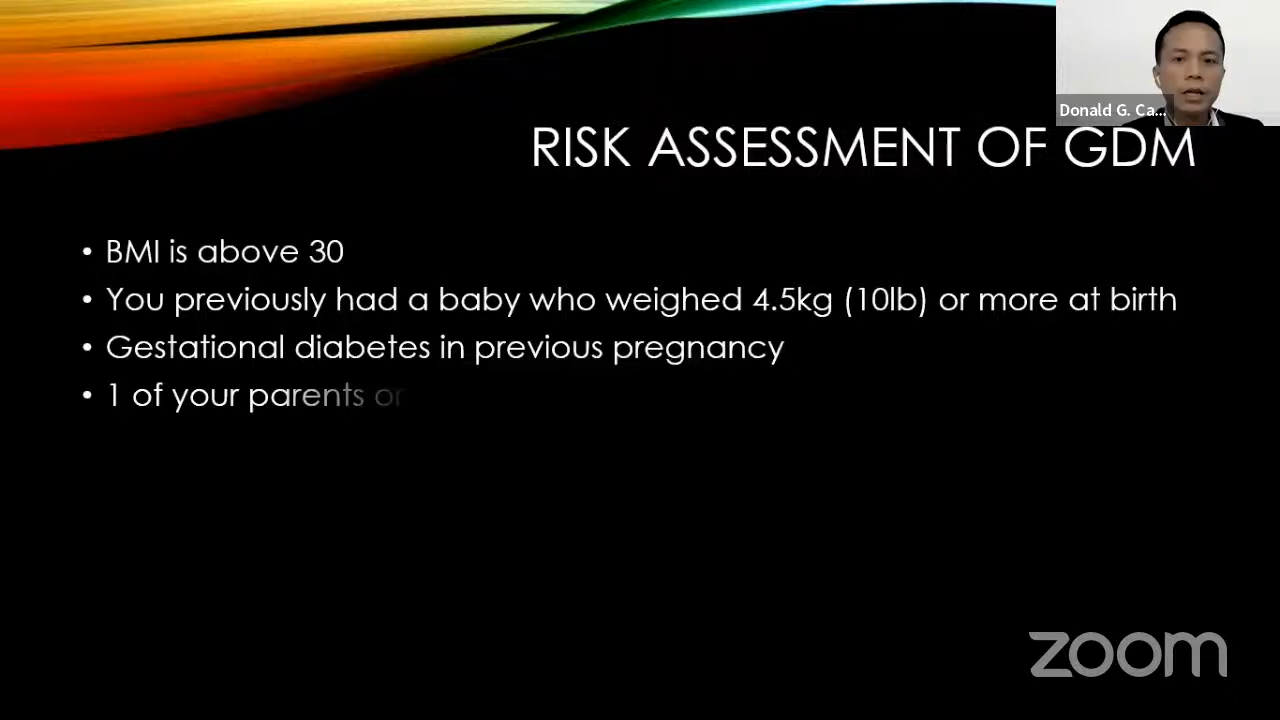 Donald G. Ca...
RISK ASSESSMENT OF GDM
• BMI is above 30
• You previously had a baby who weighed 4.5kg (10lb) or more at birth
• Gestational diabetes in previous pregnancy
• 1 of your parents or
zoom